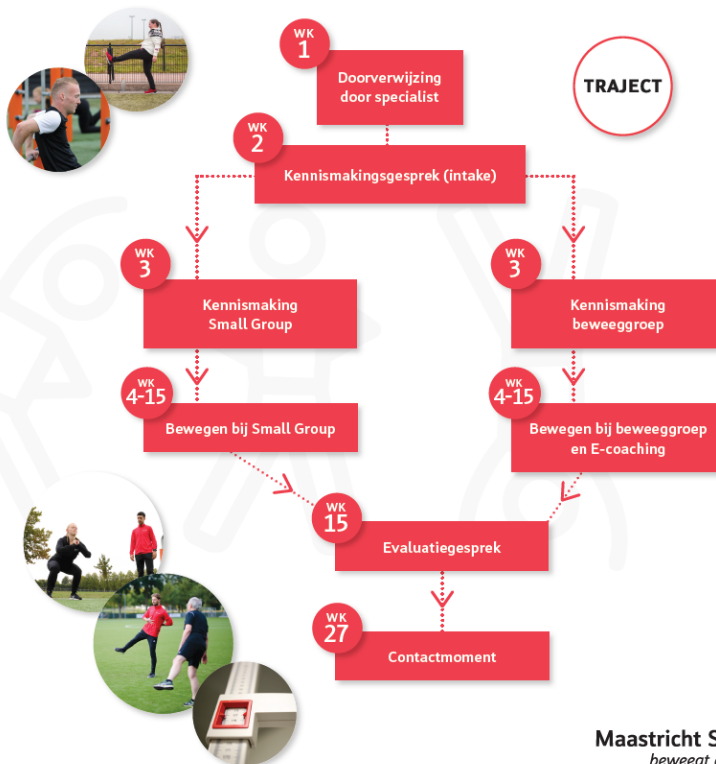 WK
1
Doorverwijzing
door specialist
TRAJECT
WK
2
Kennismakingsgesprek (intake)
WK
3
Kennismaking
Small Group
WK
3
Kennismaking
beweeggroep
WK
4-15
Bewegen bij Small Group
WK
4-15
Bewegen bij beweeggroep
en E-coaching
WK
15
Evaluatiegesprek
WK
27
Contactmoment
Maastricht S
beweegt